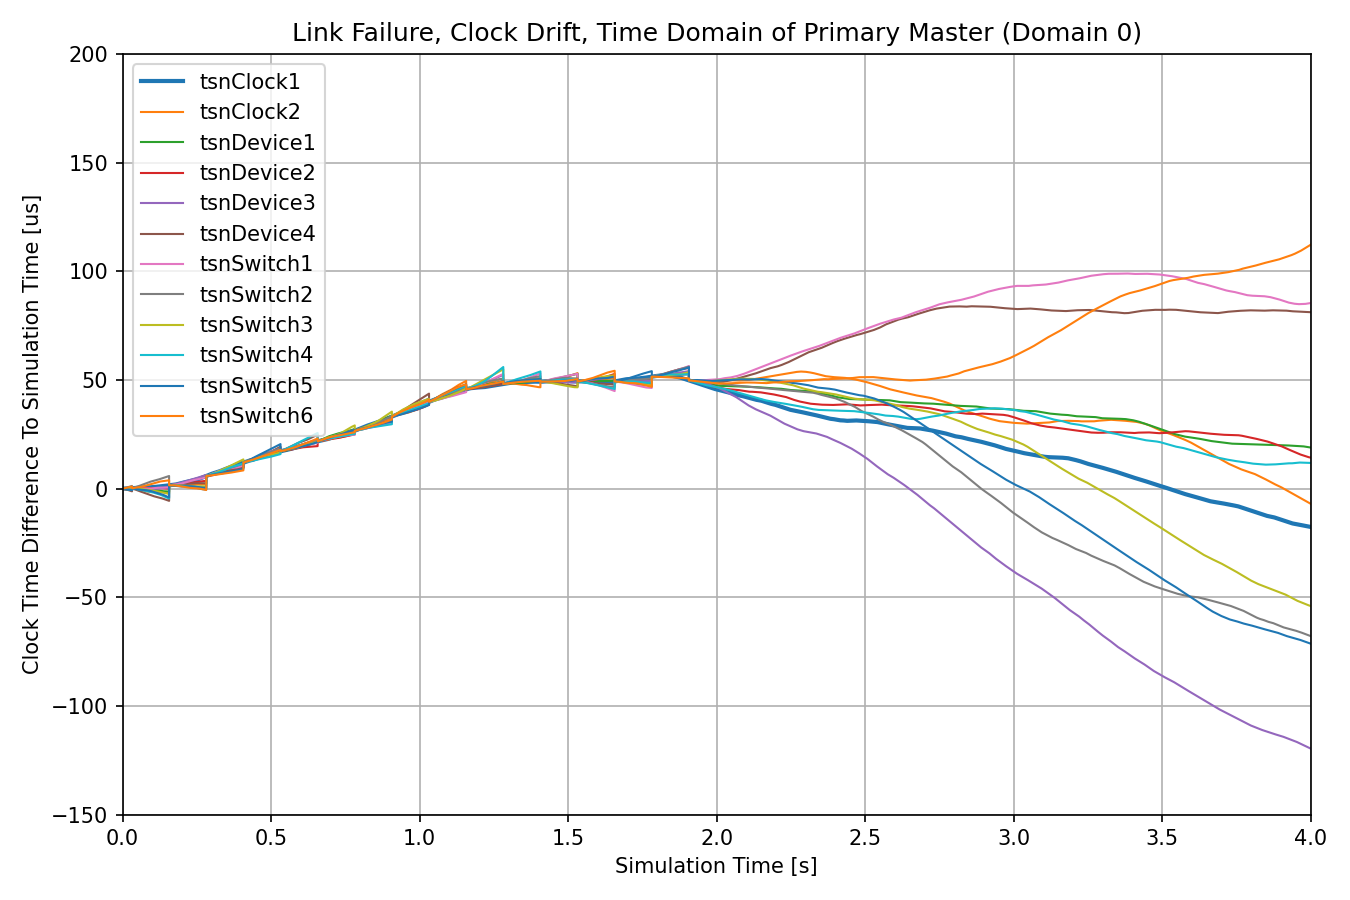 Link Failure, Clock Drift, Time Domain of Primary Master (Domain 0)
Clock Time Difference To Simulation Time [us]
200
150
100
50
0
−50
−100
−150
tsnClock1
tsnClock2
tsnDevice1
tsnDevice2
tsnDevice3
tsnDevice4
tsnSwitch1
tsnSwitch2
tsnSwitch3
tsnSwitch4
tsnSwitch5
tsnSwitch6
0.0 0.5 1.0 1.5 2.0 2.5 3.0 3.5 4.0
Simulation Time [s]